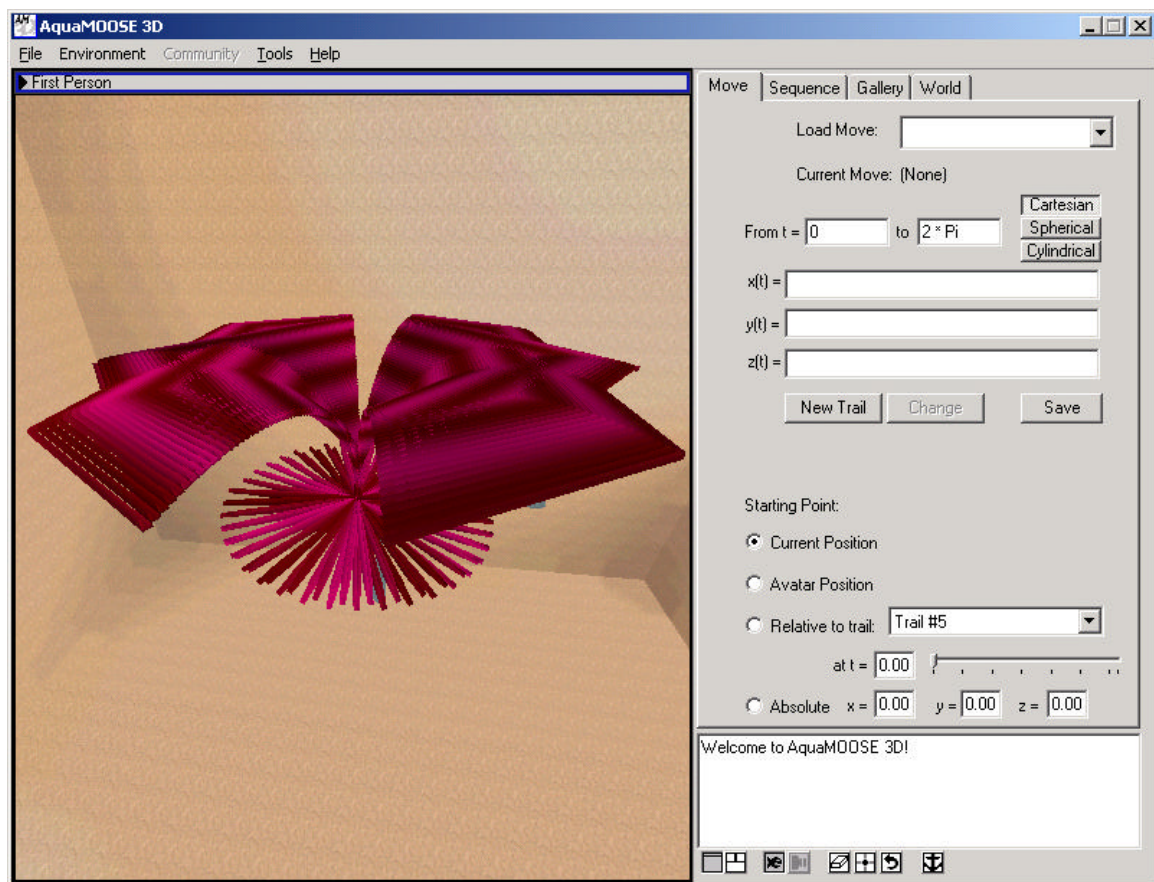 AquaMOOSE 3D
File Environment Community Tools Help
First Person
Move Sequence Gallery World
Load Move:
Current Move: (None)
Cartesian
From t = 0 to 2 * Pi Spherical
Cylindrical
x(t) =
y(t) =
z(t) =
New Trail Change Save
Starting Point:
Current Position
Avatar Position
Relative to trail: Trail #5
at t = 0.00
Absolute x = 0.00 y = 0.00 z = 0.00
Welcome to AquaMOOSE 3D!